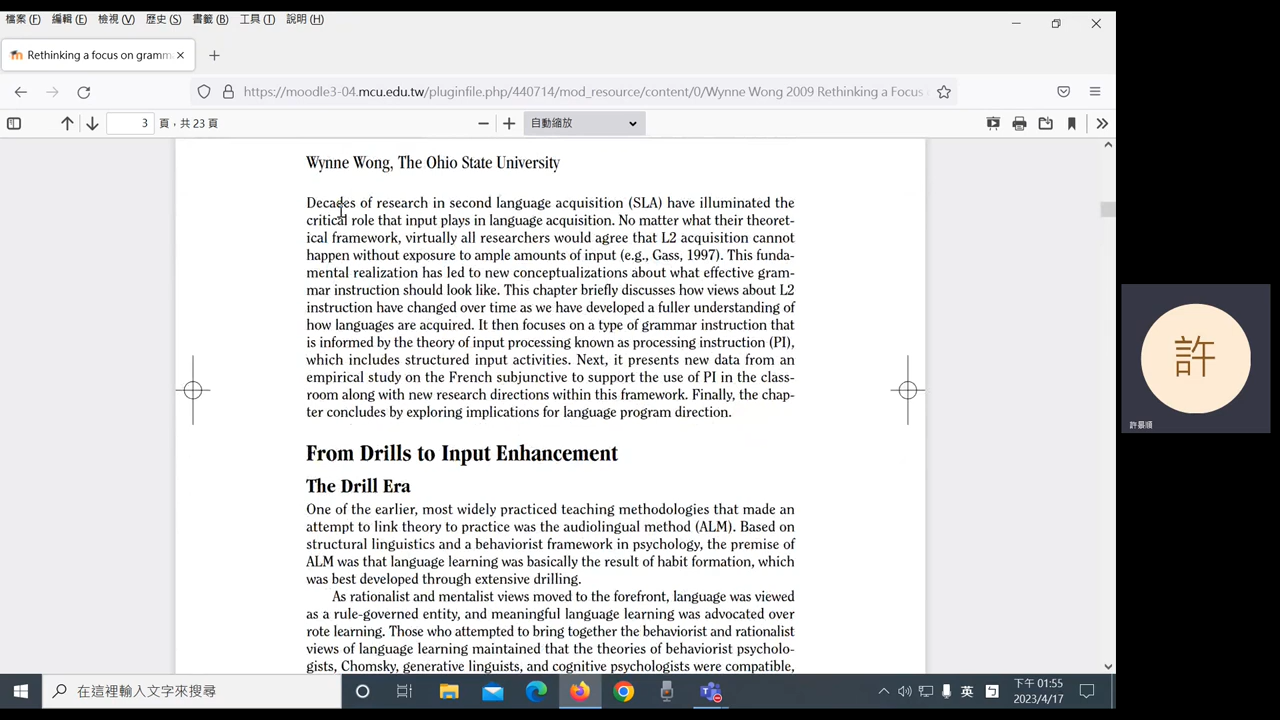 檔案(F) 編輯(E) 檢視(V) 歷史(S) 書籤(B) 工具(T) 說明(H)
Rethinking a focus on gramm
https://moodle3-04.mcu.edu.tw/pluginfile.php/440714/mod_resource/content/0/Wynne Wong 2009 Rethinking a Focus
3 頁，共 23 頁
自動縮放
Wynne Wong, The Ohio State University
Decades of research in second language acquisition (SLA) have illuminated the
critical role that input plays in language acquisition. No matter what their theoret-
ical framework, virtually all researchers would agree that L2 acquisition cannot
happen without exposure to ample amounts of input (e.g., Gass, 1997). This funda-
mental realization has led to new conceptualizations about what effective gram-
mar instruction should look like. This chapter briefly discusses how views about L2
instruction have changed over time as we have developed a fuller understanding of
how languages are acquired. It then focuses on a type of grammar instruction that
is informed by the theory of input processing known as processing instruction (PI),
which includes structured input activities. Next, it presents new data from an
empirical study on the French subjunctive to support the use of PI in the class-
room along with new research directions within this framework. Finally, the chap-
ter concludes by exploring implications for language program direction.
From Drills to Input Enhancement
The Drill Era
One of the earlier, most widely practiced teaching methodologies that made an
attempt to link theory to practice was the audiolingual method (ALM). Based on
structural linguistics and a behaviorist framework in psychology, the premise of
ALM was that language learning was basically the result of habit formation, which
was best developed through extensive drilling.
As rationalist and mentalist views moved to the forefront, language was viewed
as a rule-governed entity, and meaningful language learning was advocated over
rote learning. Those who attempted to bring together the behaviorist and rationalist
views of language learning maintained that the theories of behaviorist psycholo-
gists, Chomsky, generative linguists, and cognitive psychologists were compatible,
許
許景順
在這裡輸入文字來搜尋
英
下午 01:55
2023/4/17